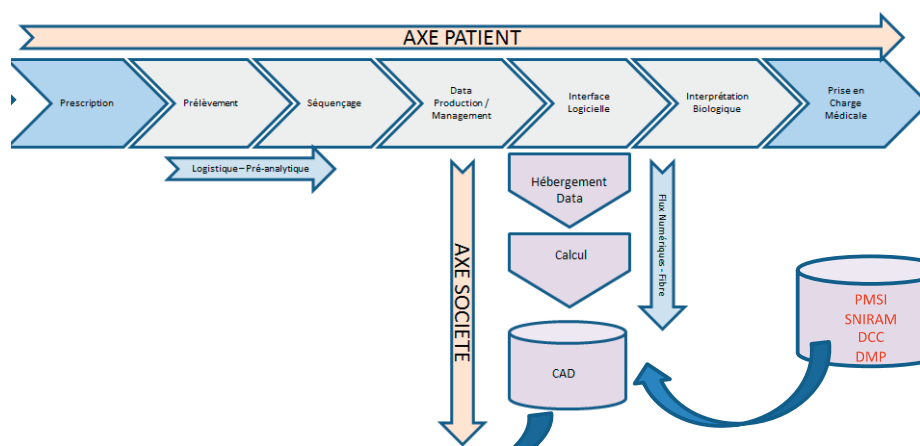 AXE PATIENT
Prescription
Prélèvement
Séquençage
Data
Production /
Management
Interface
Logicielle
Interprétation
Biologique
Prise en
Charge
Médicale
Logistique – Pré-analytique
Hébergement
Data
Calcul
CAD
AXE SOCIETE
Flux Numériques - Fibre
PMSI
SNIRAM
DCC
DMP